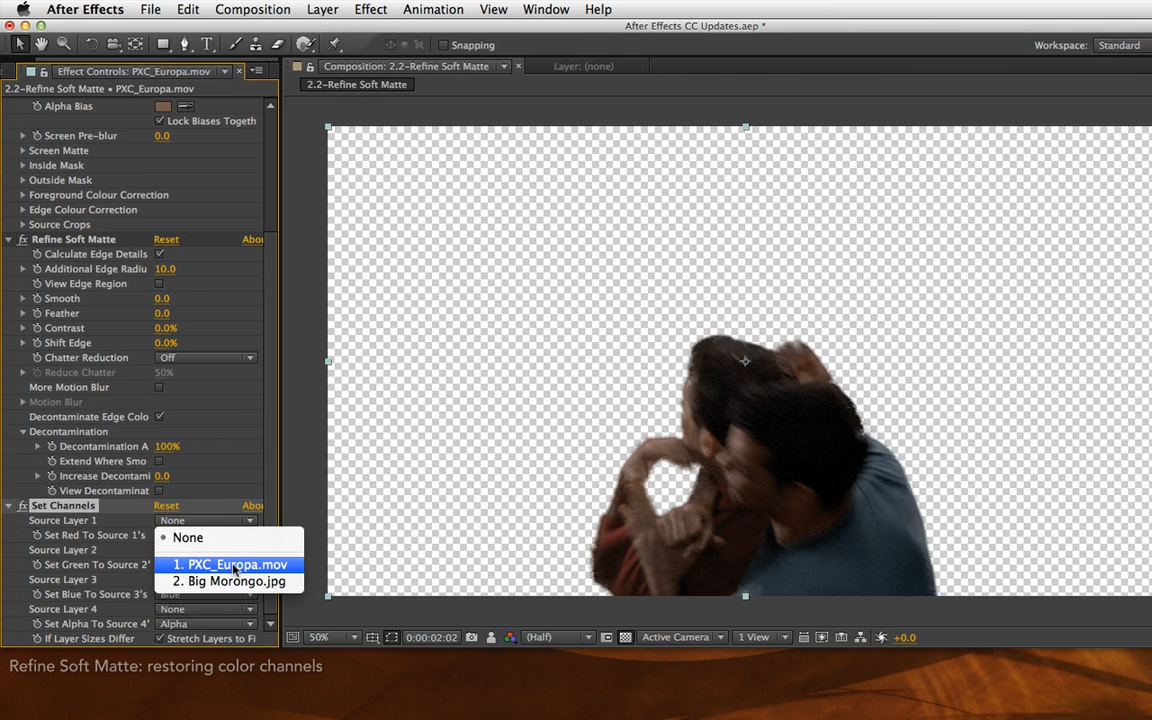 After Effects File Edit Composition Layer Effect Animation View Window Help
After Effects CC Updates.aep *
Snapping
Workspace: Standard
Effect Controls: PXC_Europa.mov
Composition: 2.2-Refine Soft Matte
Layer: (none)
2.2-Refine Soft Matte • PXC_Europa.mov
2.2-Refine Soft Matte
Alpha Bias
Lock Biases Togeth
Screen Pre-blur 0.0
Screen Matte
Inside Mask
Outside Mask
Foreground Colour Correction
Edge Colour Correction
Source Crops
fx Refine Soft Matte Reset Abou
Calculate Edge Details
Additional Edge Radiu 10.0
View Edge Region
Smooth 0.0
Feather 0.0
Contrast 0.0%
Shift Edge 0.0%
Chatter Reduction Off
Reduce Chatter 50%
More Motion Blur
Motion Blur
Decontaminate Edge Colo
Decontamination
Decontamination A 100%
Extend Where Smo
Increase Decontami 0.0
View Decontaminat
fx Set Channels Reset Abou
Source Layer 1 None
Set Red To Source 1's
None
Source Layer 2
Set Green To Source 2'
1. PXC_Europa.mov
Source Layer 3
2. Big Morongo.jpg
Set Blue To Source 3's Blue
Source Layer 4 None
Set Alpha To Source 4' Alpha
If Layer Sizes Differ Stretch Layers to Fi
50% 0:00:02:02 (Half) Active Camera 1 View +0.0
Refine Soft Matte: restoring color channels